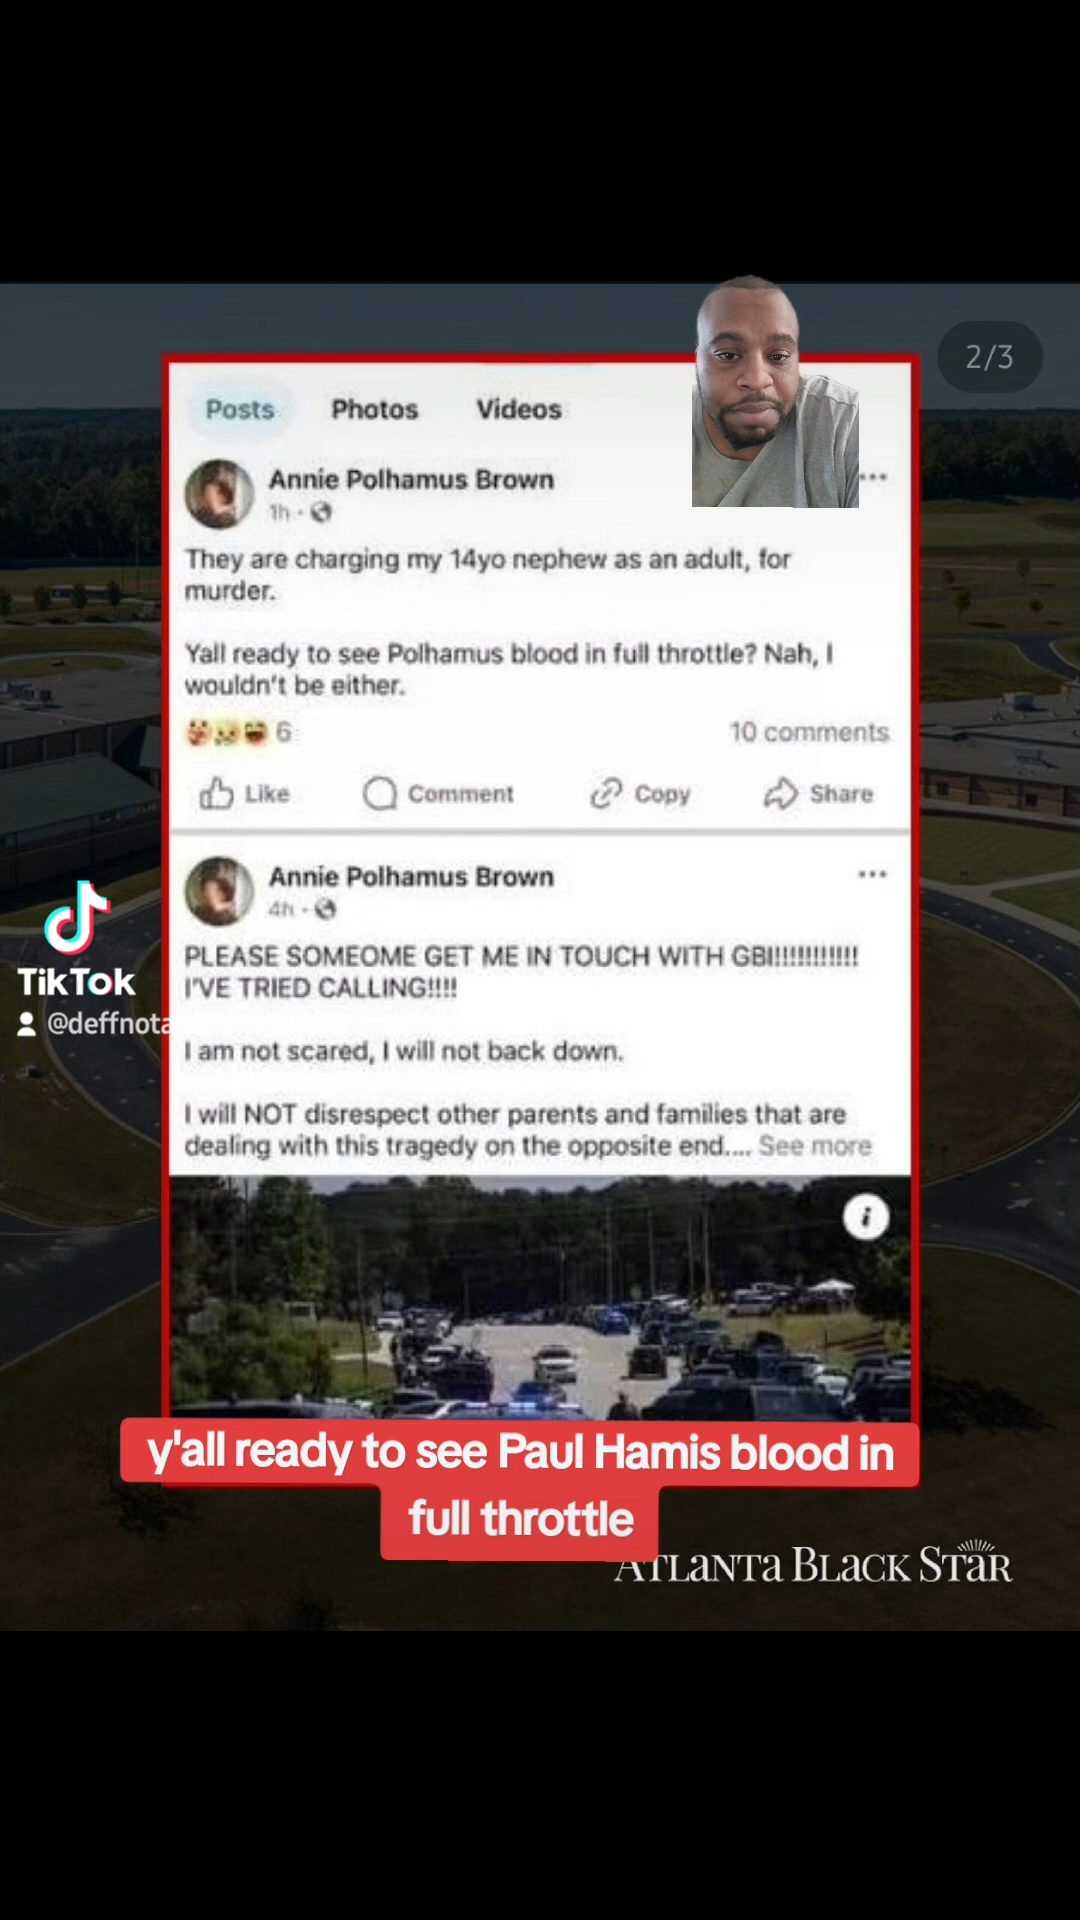 2/3
Posts Photos Videos
Annie Polhamus Brown
1h
They are charging my 14yo nephew as an adult, for
murder.
Yall ready to see Polhamus blood in full throttle? Nah, I
wouldn't be either.
6 10 comments
Like Comment Copy Share
Annie Polhamus Brown
4h
PLEASE SOMEOME GET ME IN TOUCH WITH GBI!!!!!!!!!!!!!
I'VE TRIED CALLING!!!!
I am not scared, I will not back down.
I will NOT disrespect other parents and families that are
dealing with this tragedy on the opposite end.... See more
TikTok
@deffnota
i
y'all ready to see Paul Hamis blood in
full throttle
ATLANTA BLACK STAR